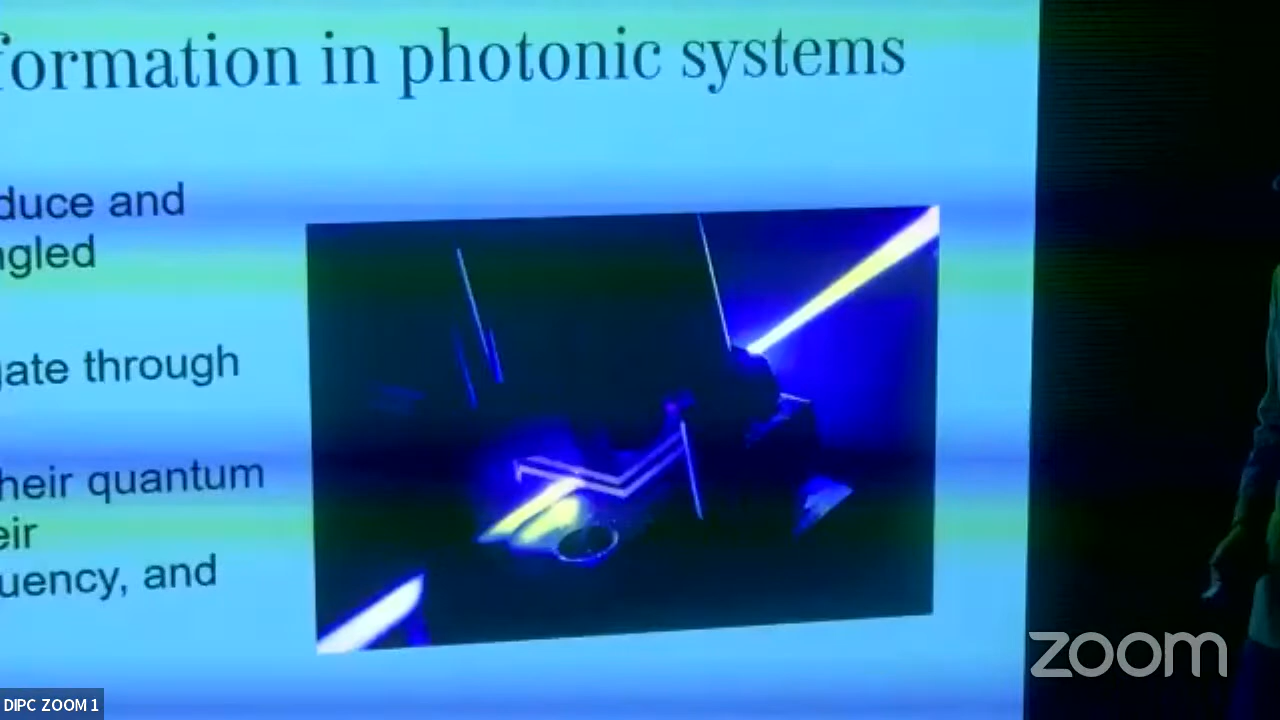 formation in photonic systems
duce and
ngled
gate through
heir quantum
eir
uency, and
zoom
DIPC ZOOM 1